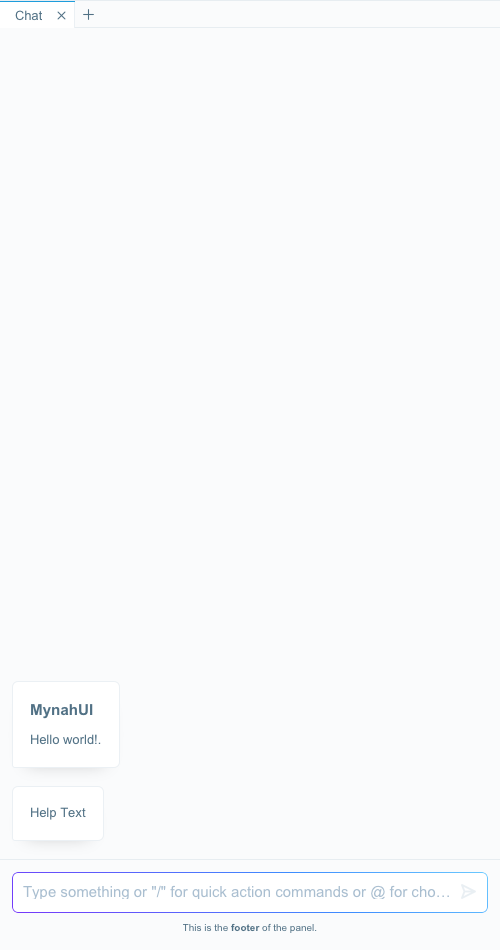 Chat
MynahUI
Hello world!.
Help Text
Type something or "/" for quick action commands or @ for cho…
This is the footer of the panel.